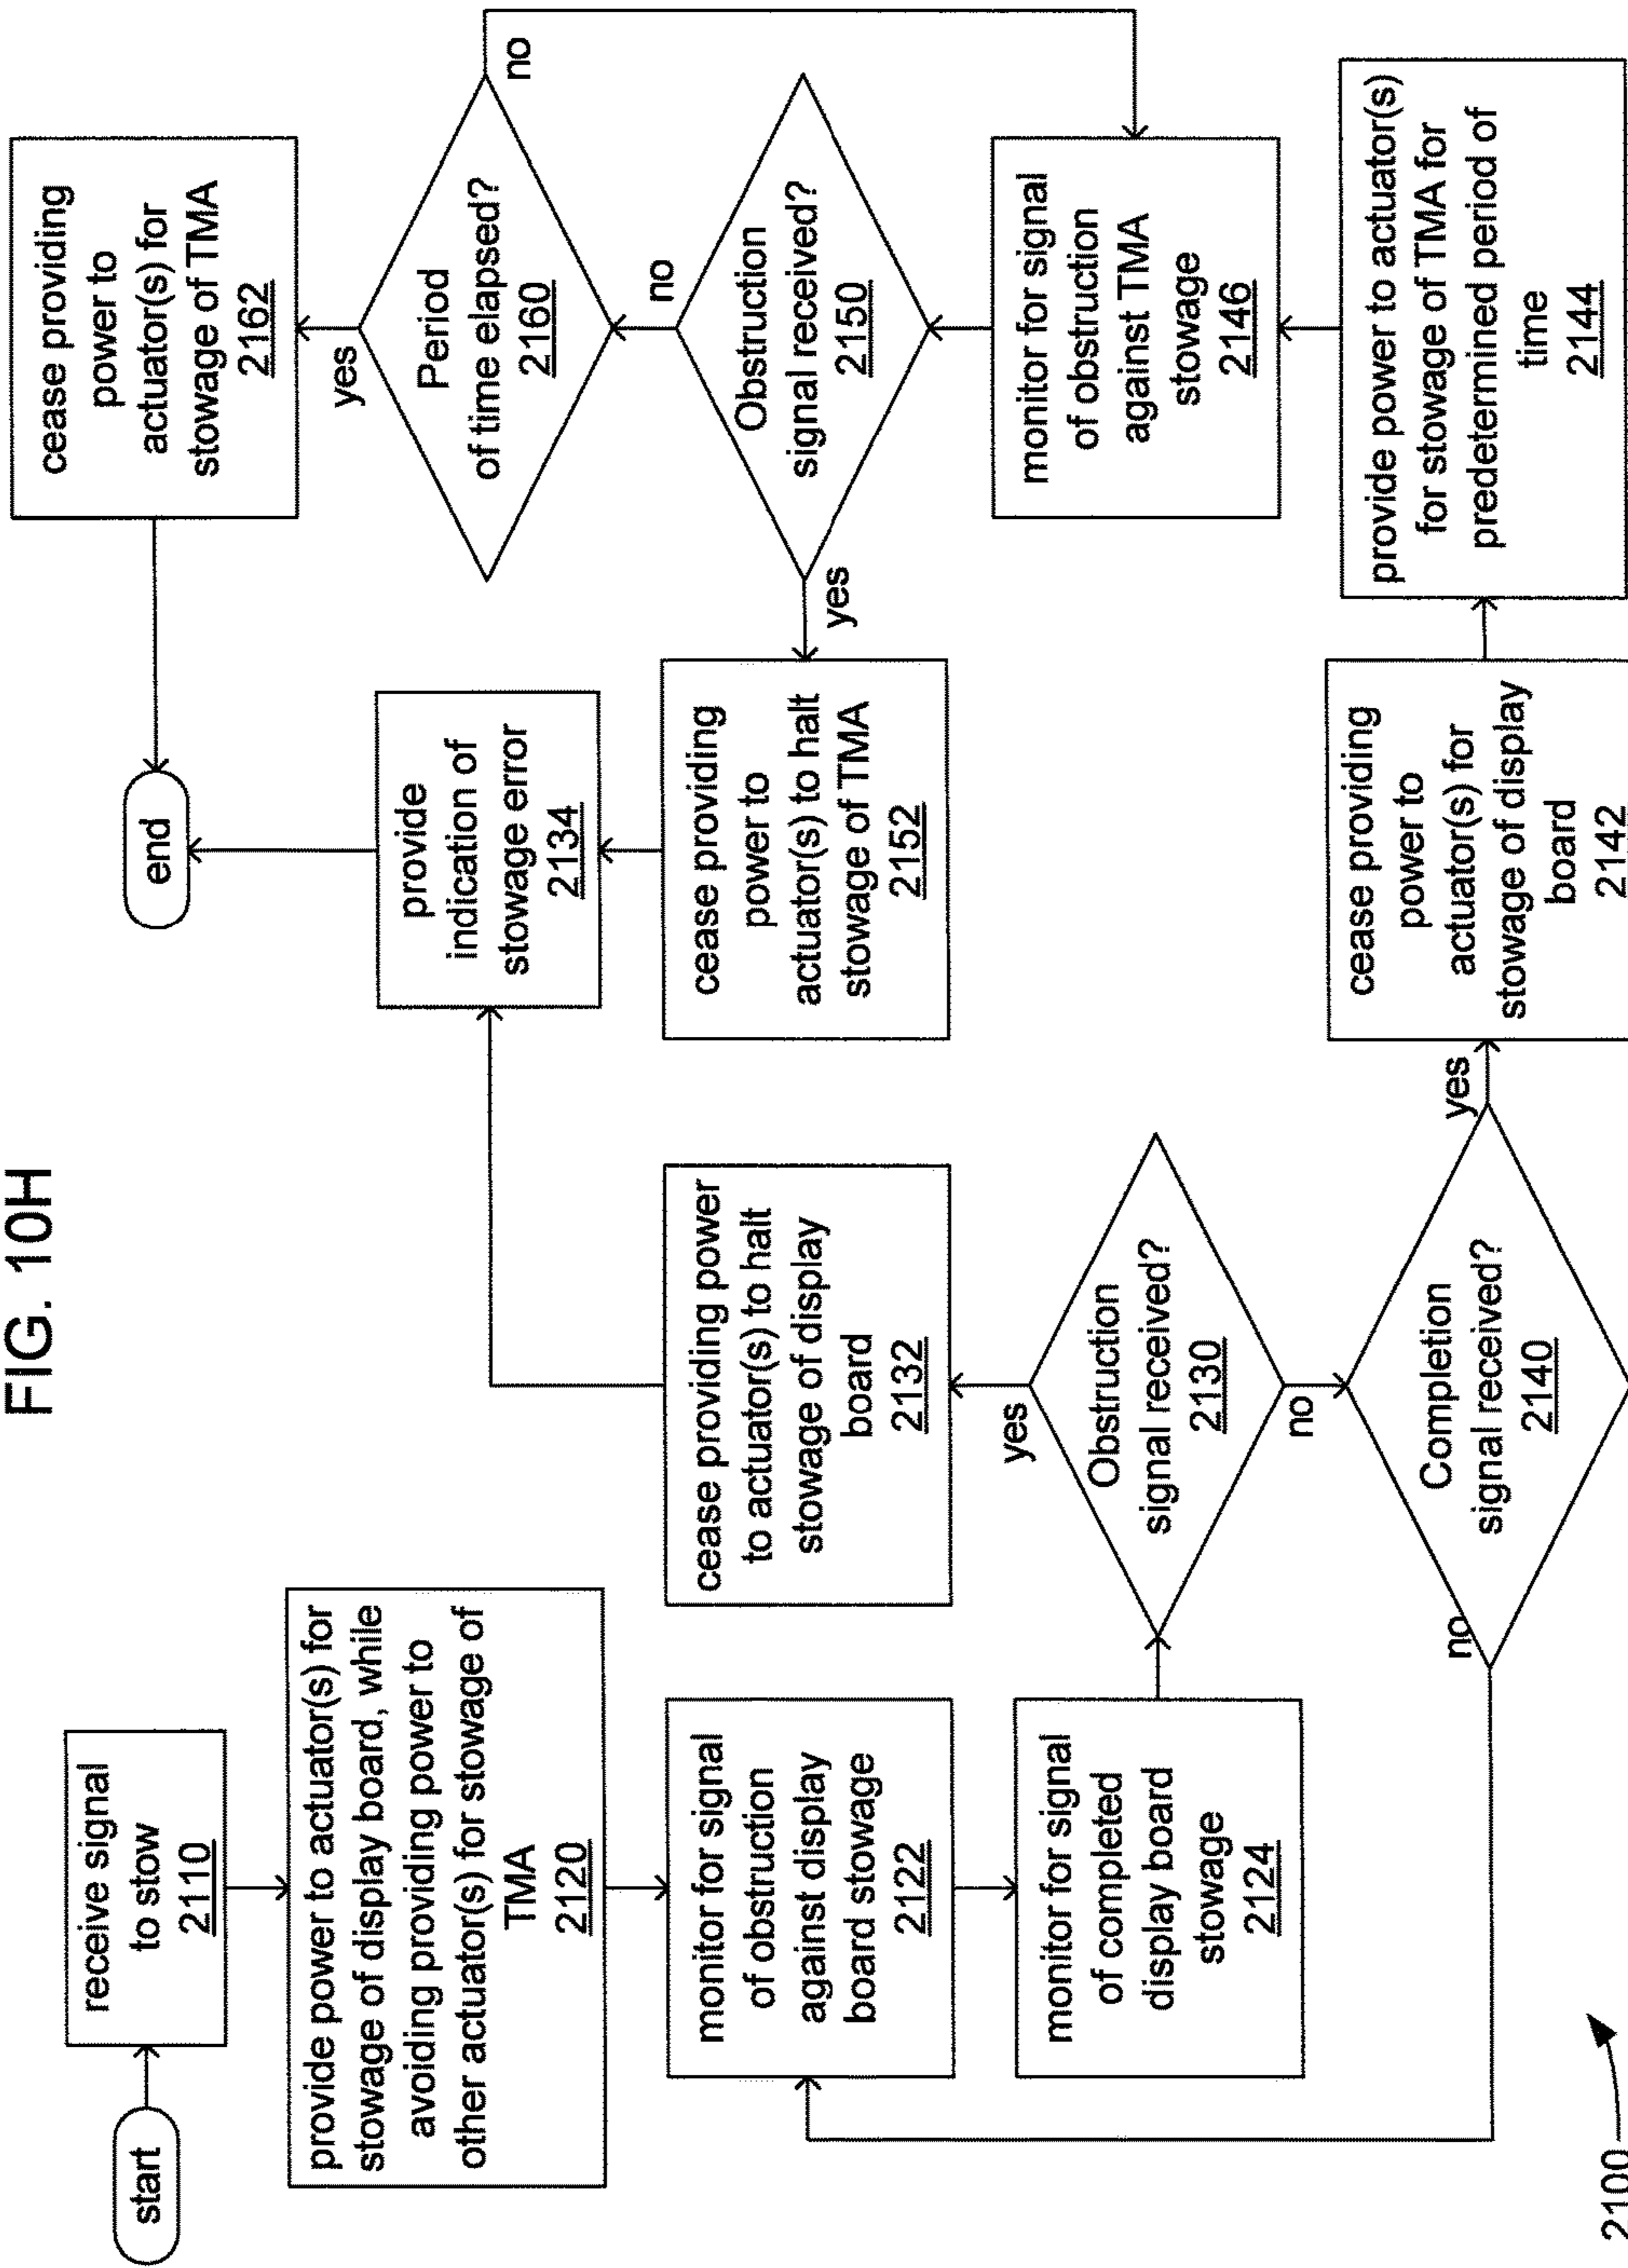 FIG. 10H
start
receive signal
to stow
2110
provide power to actuator(s) for
stowage of display board, while
avoiding providing power to
other actuator(s) for stowage of
TMA
2120
monitor for signal
of obstruction
against display
board stowage
2122
monitor for signal
of completed
display board
stowage
2124
Obstruction
signal received?
2130
yes
no
cease providing power
to actuator(s) to halt
stowage of display
board
2132
Completion
signal received?
2140
no
yes
cease providing
power to
actuator(s) for
stowage of display
board
2142
provide power to actuator(s)
for stowage of TMA for
predetermined period of
time
2144
monitor for signal
of obstruction
against TMA
stowage
2146
Obstruction
signal received?
2150
yes
no
cease providing
power to
actuator(s) to halt
stowage of TMA
2152
provide
indication of
stowage error
2134
Period
of time elapsed?
2160
yes
no
cease providing
power to
actuator(s) for
stowage of TMA
2162
end
2100